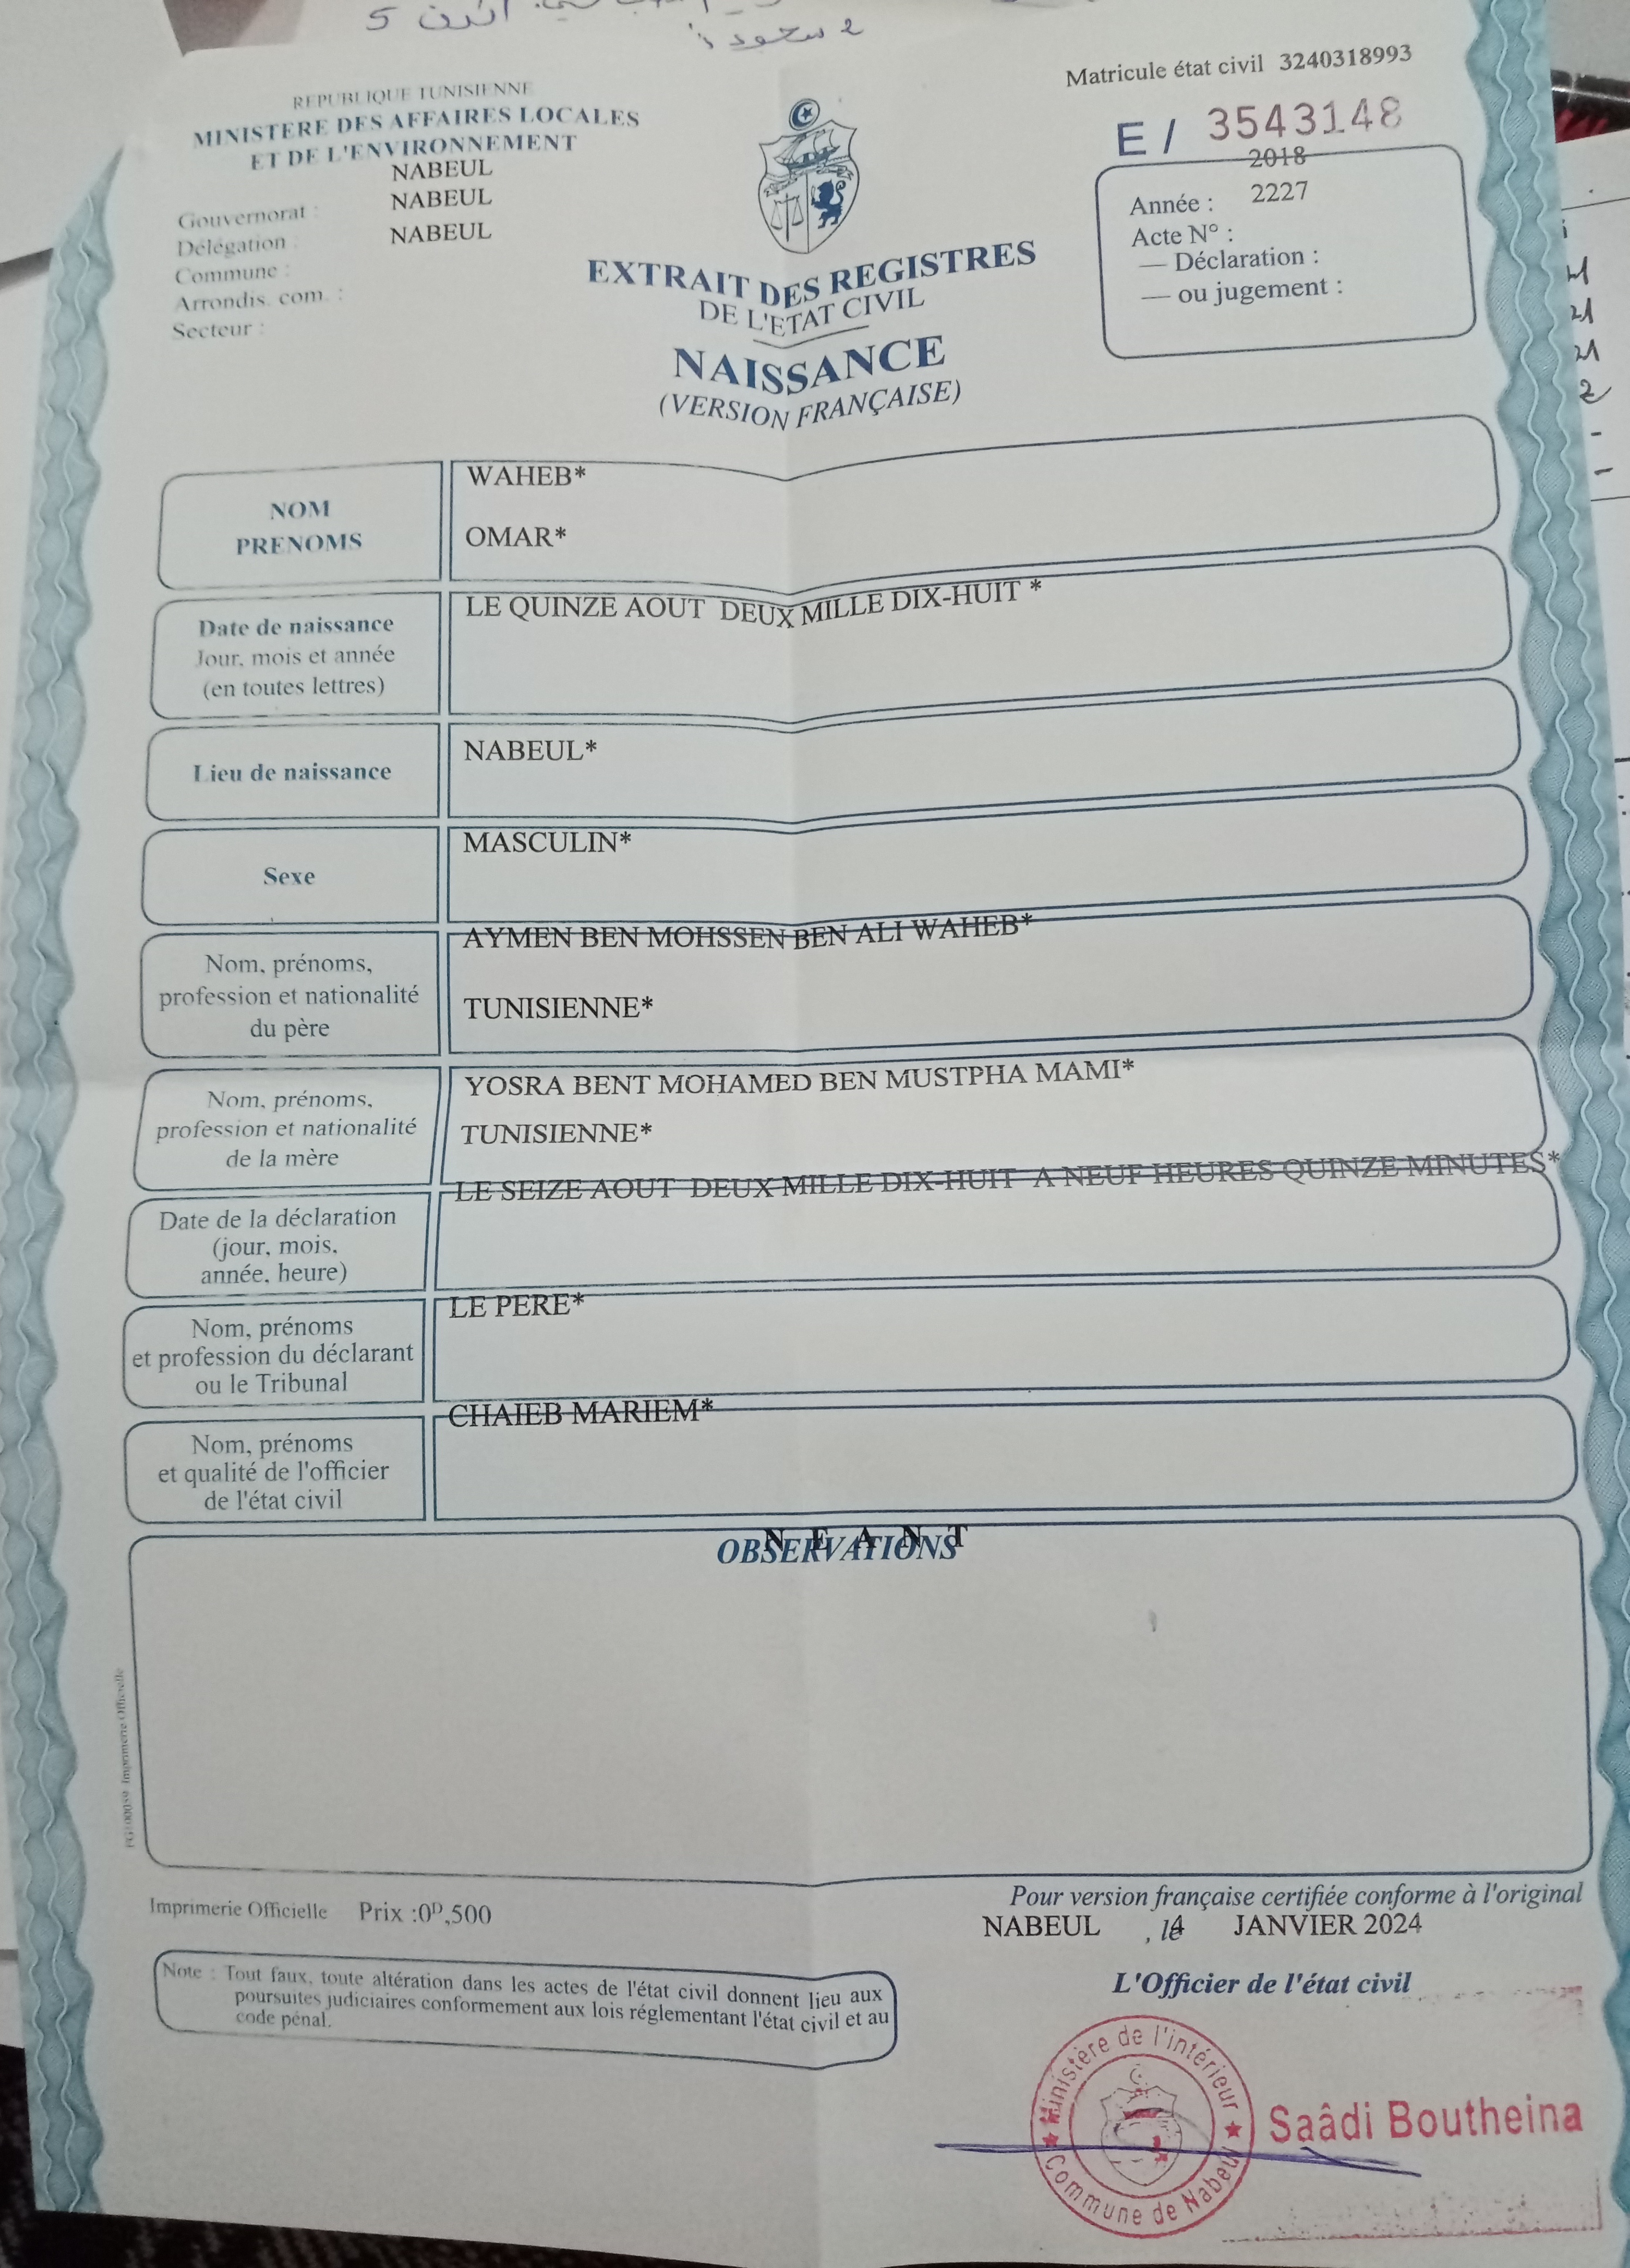 5
2 سعودة
Matricule état civil 3240318993
REPUBLIQUE TUNISIENNE
MINISTERE DES AFFAIRES LOCALES
ET DE L'ENVIRONNEMENT
E / 3543148
NABEUL
Gouvernorat : NABEUL
Délégation : NABEUL
Commune :
Arrondis. com. :
Secteur :
2018
Année : 2227
Acte N° :
— Déclaration :
— ou jugement :
EXTRAIT DES REGISTRES
DE L'ETAT CIVIL
NAISSANCE
(VERSION FRANÇAISE)
NOM
PRENOMS
WAHEB*
OMAR*
Date de naissance
Jour, mois et année
(en toutes lettres)
LE QUINZE AOUT DEUX MILLE DIX-HUIT *
Lieu de naissance
NABEUL*
Sexe
MASCULIN*
Nom, prénoms,
profession et nationalité
du père
AYMEN BEN MOHSSEN BEN ALI WAHEB*
TUNISIENNE*
Nom, prénoms,
profession et nationalité
de la mère
YOSRA BENT MOHAMED BEN MUSTPHA MAMI*
TUNISIENNE*
Date de la déclaration
(jour, mois,
année, heure)
LE SEIZE AOUT DEUX MILLE DIX-HUIT A NEUF HEURES QUINZE MINUTES*
Nom, prénoms
et profession du déclarant
ou le Tribunal
LE PERE*
Nom, prénoms
et qualité de l'officier
de l'état civil
CHAIEB MARIEM*
OBSERVATIONS
N E A N T
Imprimerie Officielle
Imprimerie Officielle Prix :0ᴰ,500
Pour version française certifiée conforme à l'original
NABEUL , le 4 JANVIER 2024
Note : Tout faux, toute altération dans les actes de l'état civil donnent lieu aux
poursuites judiciaires conformement aux lois réglementant l'état civil et au
code pénal.
L'Officier de l'état civil
Ministère de l'intérieur
Commune de Nabeul
Saâdi Boutheina